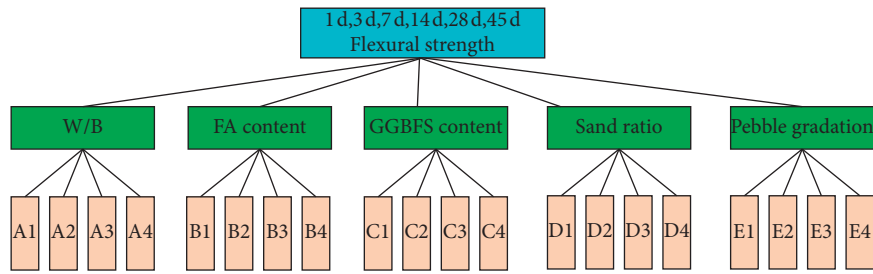 1 d,3 d,7 d,14 d,28 d,45 d
Flexural strength
W/B
FA content
GGBFS content
Sand ratio
Pebble gradation
A1 A2 A3 A4 B1 B2 B3 B4 C1 C2 C3 C4 D1 D2 D3 D4 E1 E2 E3 E4